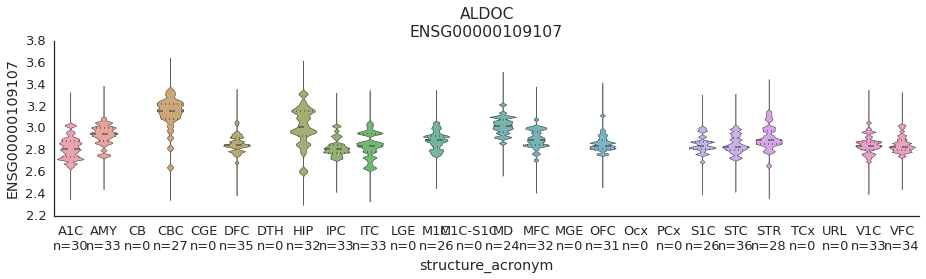 ALDOC
ENSG00000109107
ENSG00000109107
3.8
3.6
3.4
3.2
3.0
2.8
2.6
2.4
2.2
A1C AMY CB CBC CGE DFC DTH HIP IPC ITC LGE M1C M1C-S1C MD MFC MGE OFC Ocx PCx S1C STC STR TCx URL V1C VFC
n=30 n=33 n=0 n=27 n=0 n=35 n=0 n=32 n=33 n=33 n=0 n=26 n=0 n=24 n=32 n=0 n=31 n=0 n=0 n=26 n=36 n=28 n=0 n=0 n=33 n=34
structure_acronym